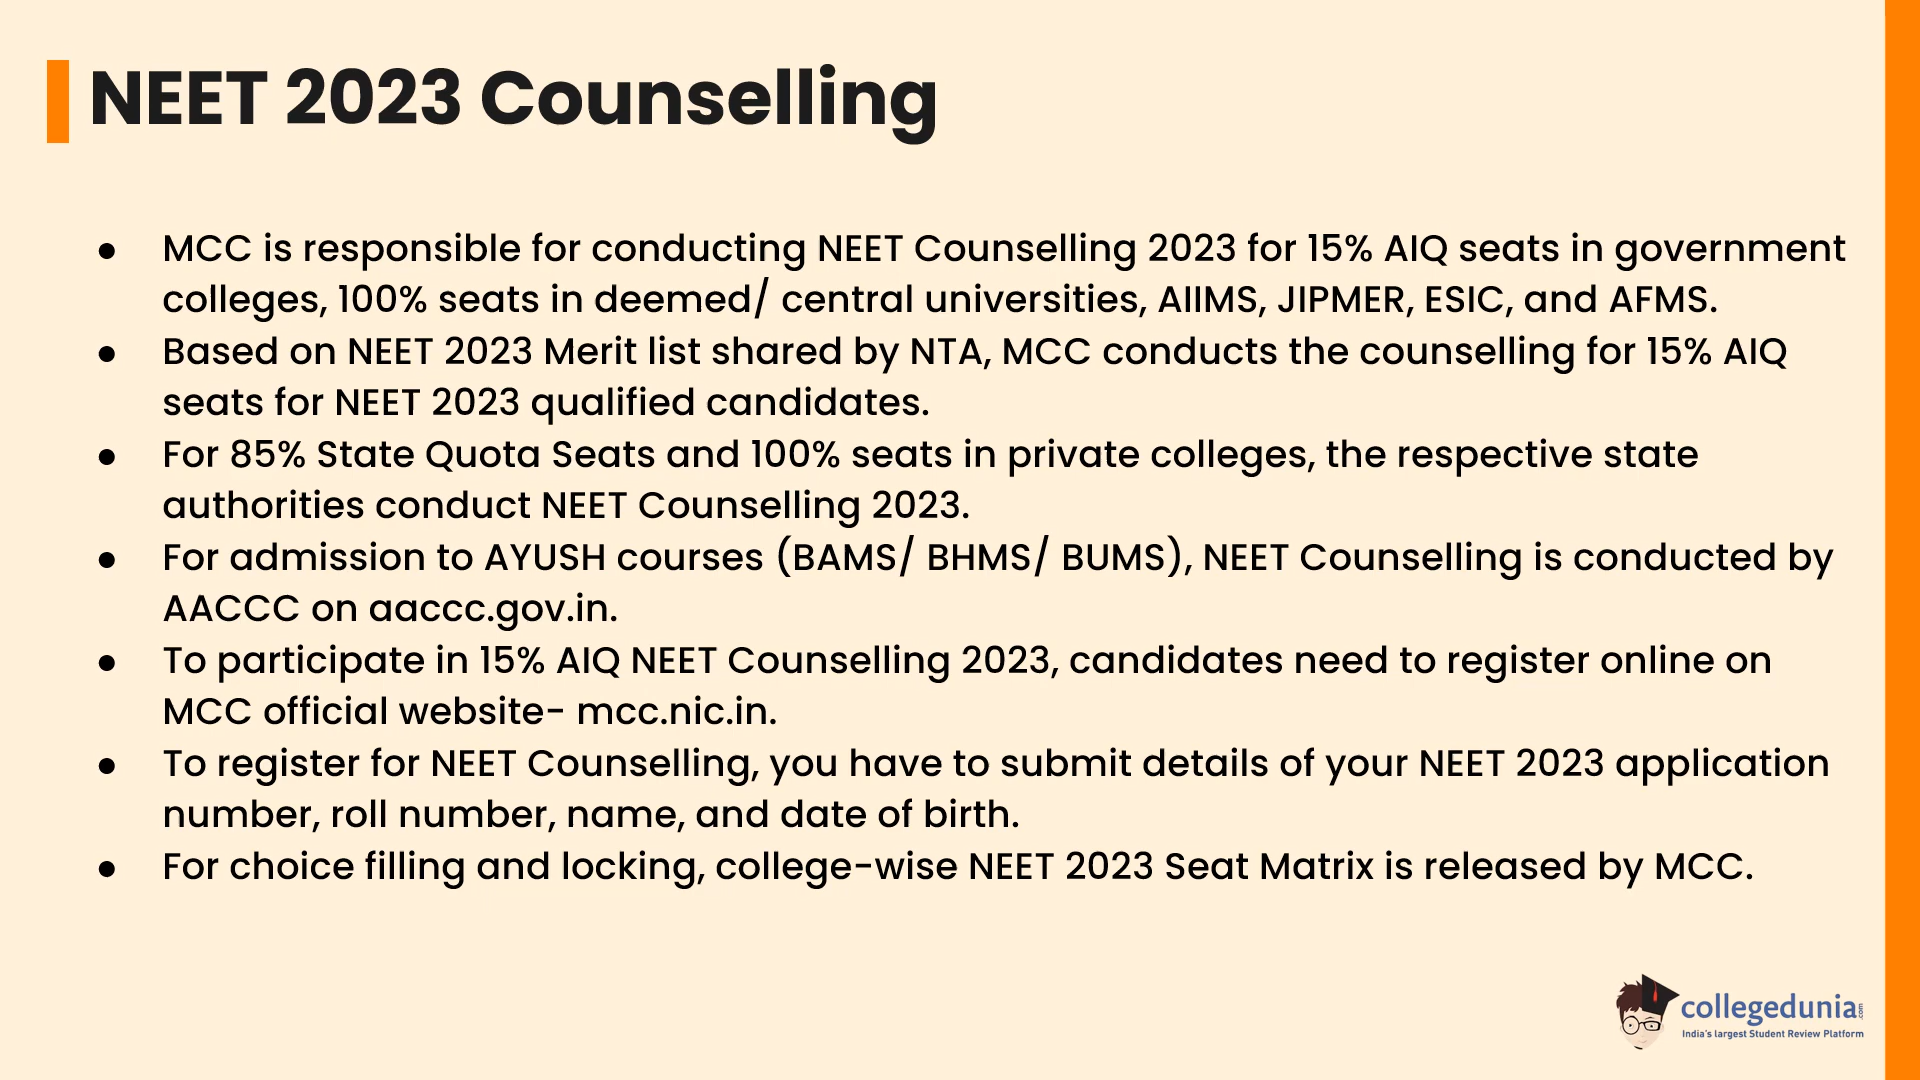 NEET 2023 Counselling
● MCC is responsible for conducting NEET Counselling 2023 for 15% AIQ seats in government
colleges, 100% seats in deemed/ central universities, AIIMS, JIPMER, ESIC, and AFMS.
● Based on NEET 2023 Merit list shared by NTA, MCC conducts the counselling for 15% AIQ
seats for NEET 2023 qualified candidates.
● For 85% State Quota Seats and 100% seats in private colleges, the respective state
authorities conduct NEET Counselling 2023.
● For admission to AYUSH courses (BAMS/ BHMS/ BUMS), NEET Counselling is conducted by
AACCC on aaccc.gov.in.
● To participate in 15% AIQ NEET Counselling 2023, candidates need to register online on
MCC official website- mcc.nic.in.
● To register for NEET Counselling, you have to submit details of your NEET 2023 application
number, roll number, name, and date of birth.
● For choice filling and locking, college-wise NEET 2023 Seat Matrix is released by MCC.
collegedunia.com
India's largest Student Review Platform